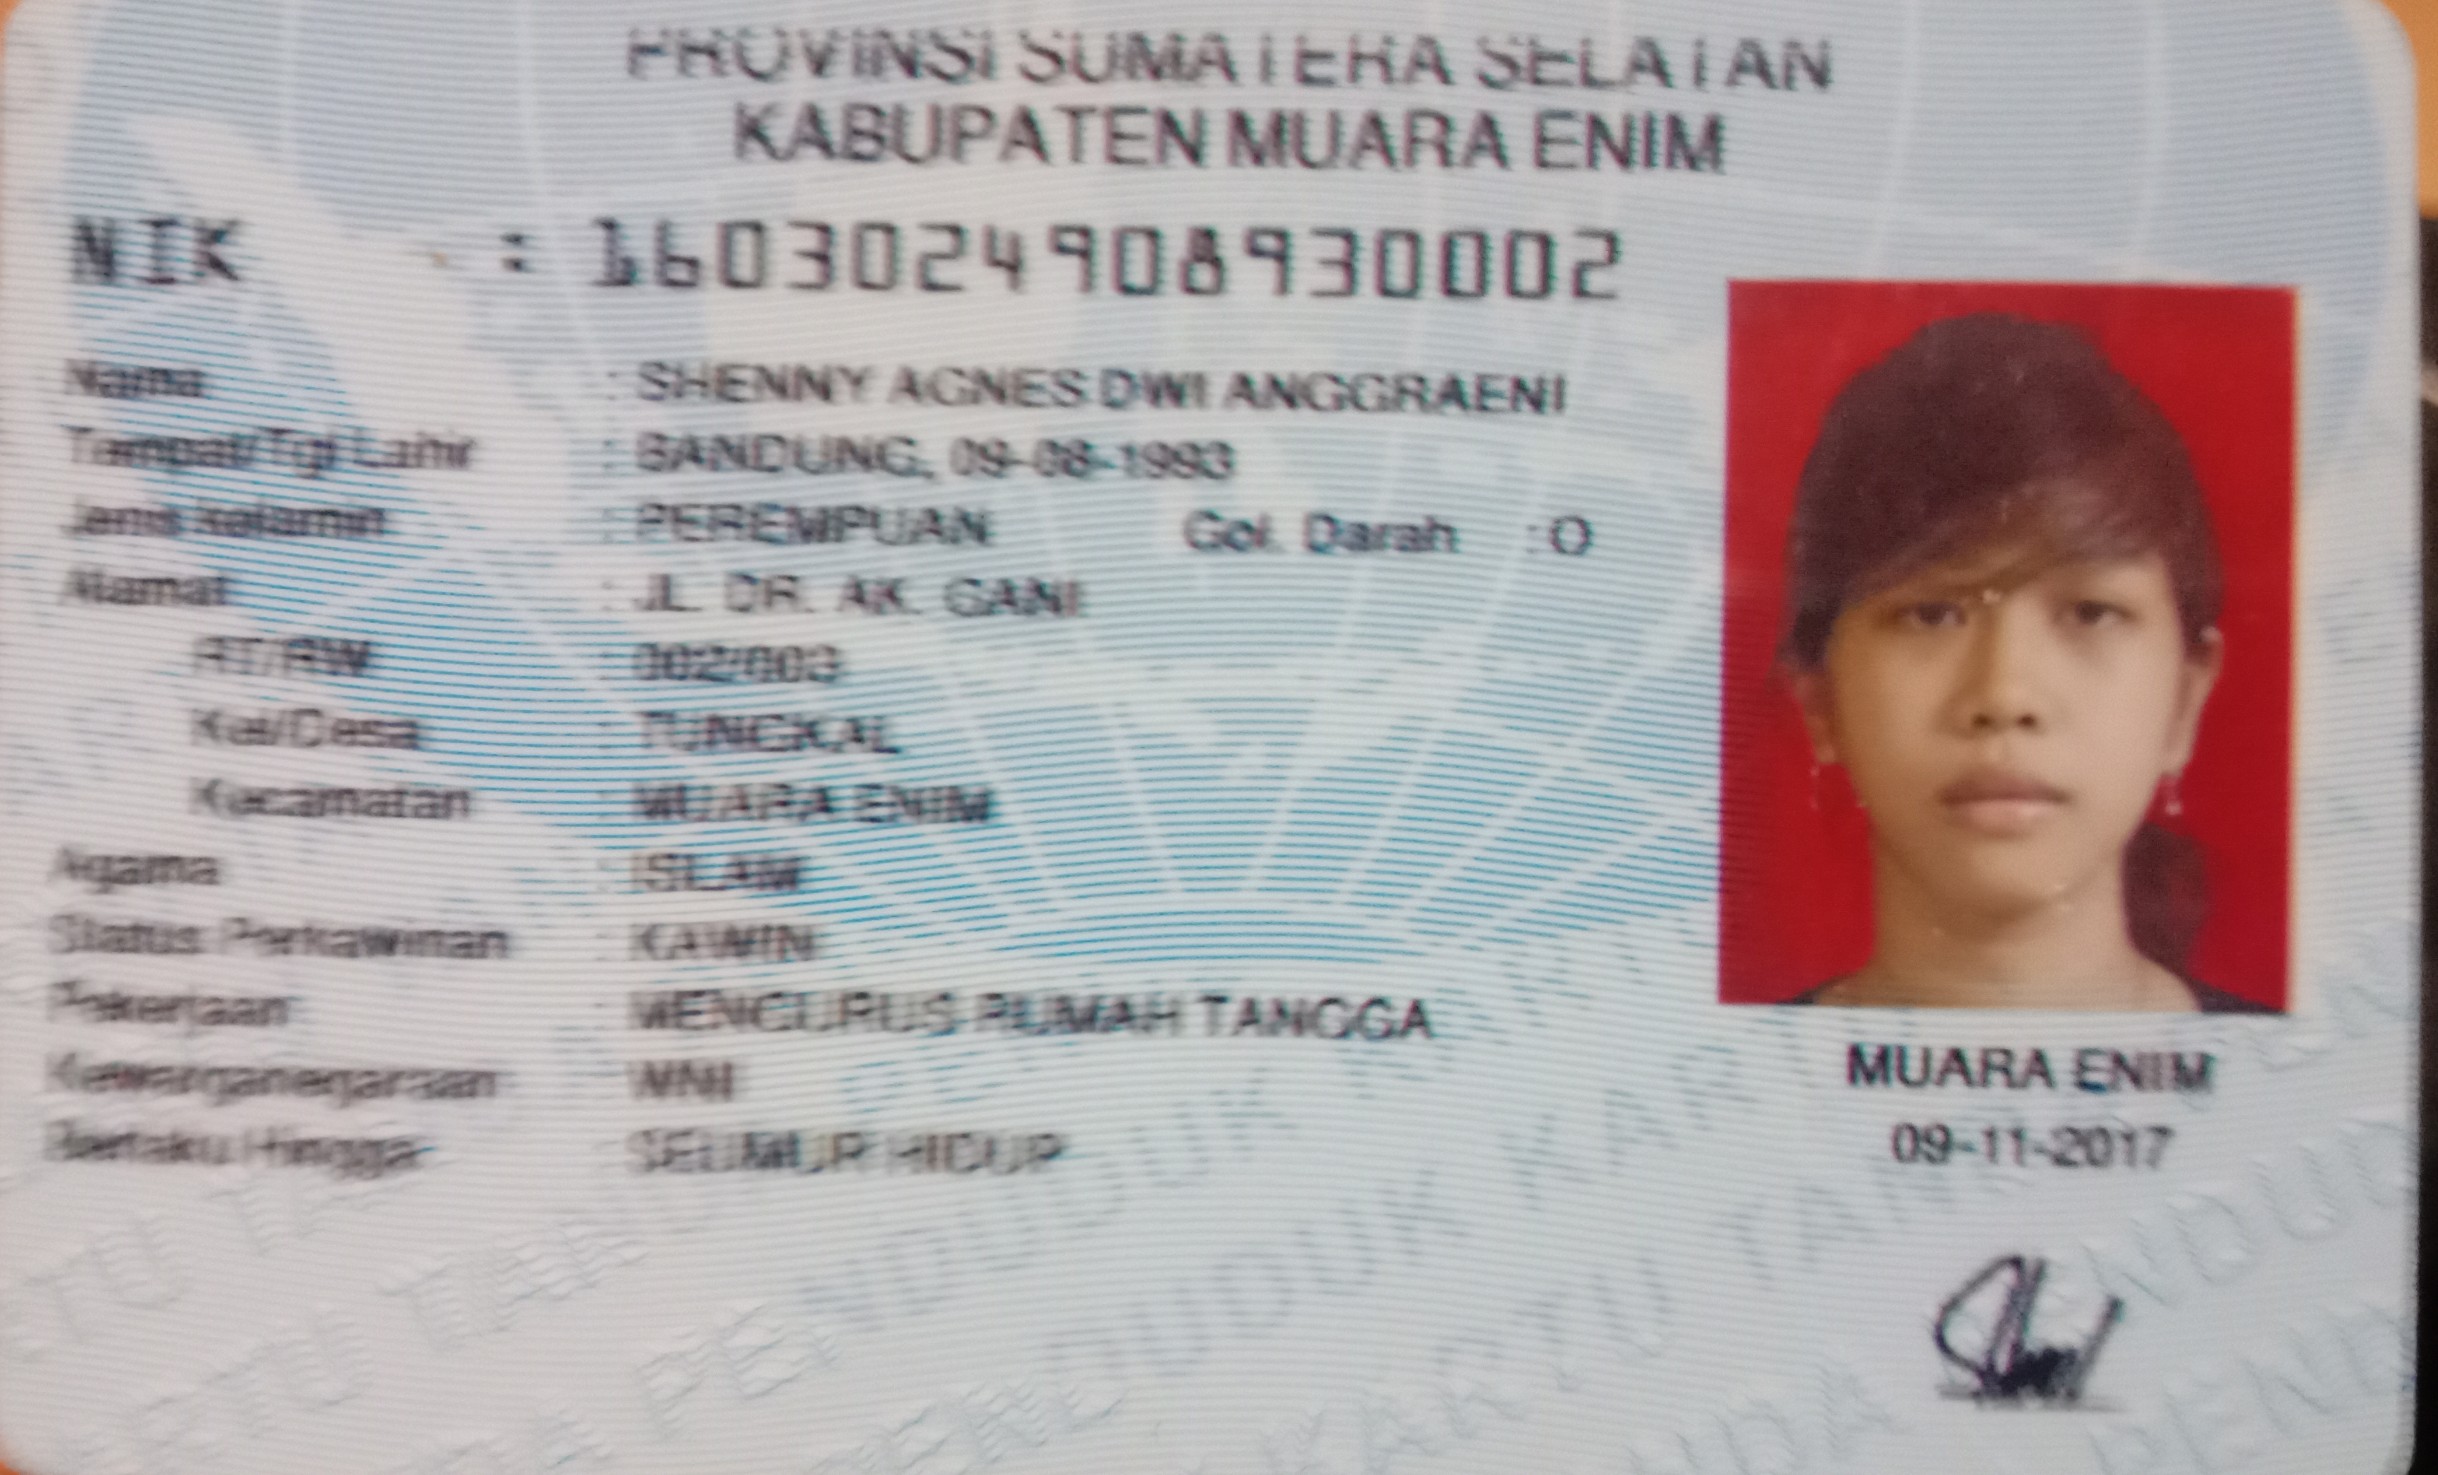 PROVINSI SUMATERA SELATAN
KABUPATEN MUARA ENIM
NIK : 1603024908930002
Nama : SHENNY AGNES DWI ANGGRAENI
Tempat/Tgl Lahir : BANDUNG, 09-08-1993
Jenis kelamin : PEREMPUAN Gol. Darah : O
Alamat : JL. DR. AK. GANI
RT/RW : 002/003
Kel/Desa : TUNGKAL
Kecamatan : MUARA ENIM
Agama : ISLAM
Status Perkawinan : KAWIN
Pekerjaan : MENGURUS RUMAH TANGGA
Kewarganegaraan : WNI
Berlaku Hingga : SEUMUR HIDUP
MUARA ENIM
09-11-2017